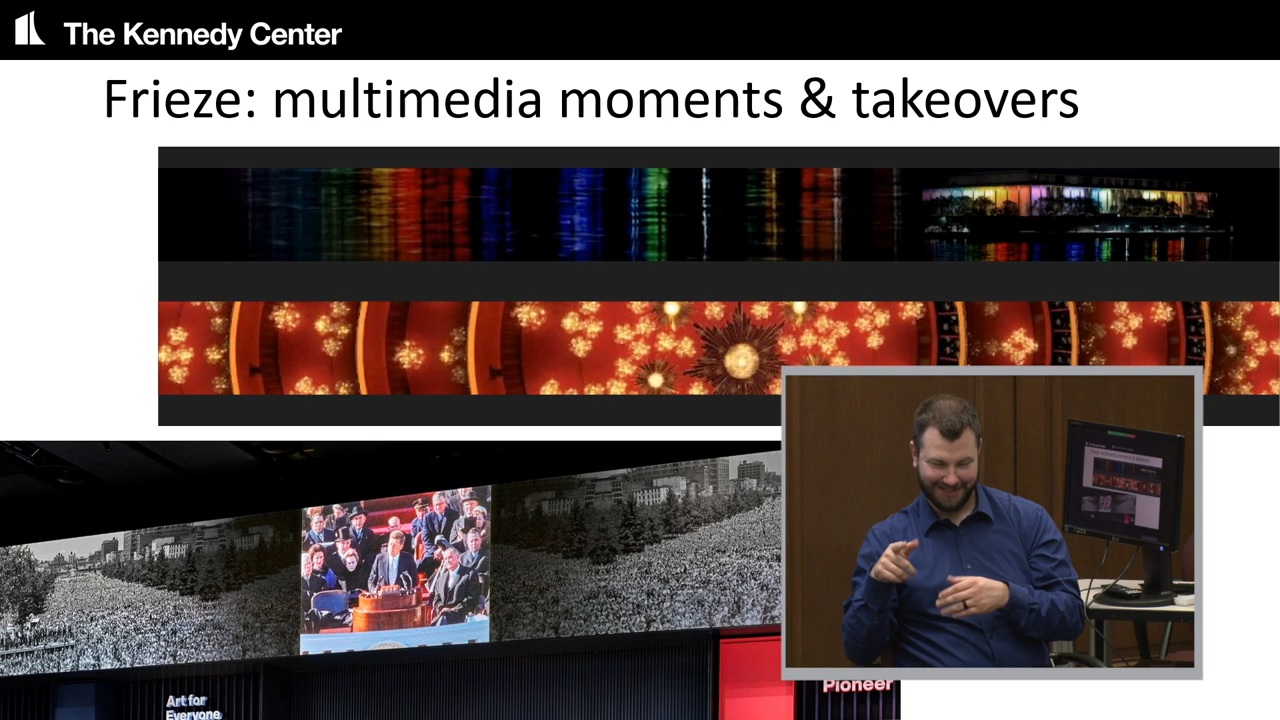 The Kennedy Center
Frieze: multimedia moments & takeovers
Art for
Everyone
Pioneer